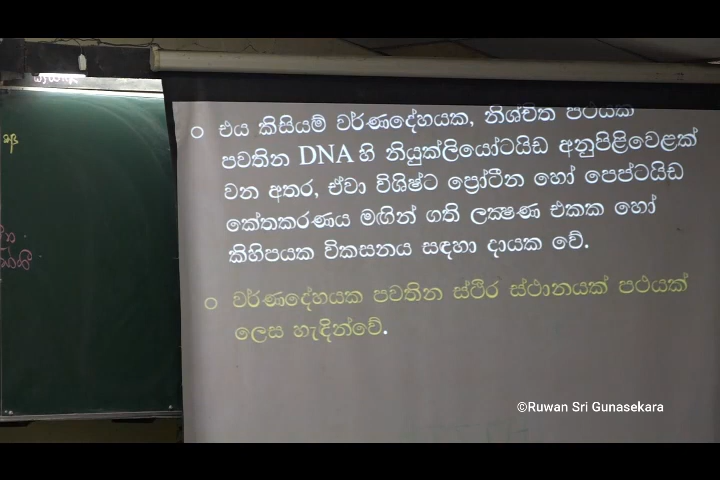 එය කිසියම් වර්ණදේහයක, නිශ්චිත පථයක
පවතින DNA හි නියුක්ලියෝටයිඩ අනුපිළිවෙළක්
වන අතර, ඒවා විශිෂ්ට ප්‍රෝටීන හෝ පෙප්ටයිඩ
කේතකරණය මඟින් ගති ලක්‍ෂණ එකක හෝ
කිහිපයක විකසනය සඳහා දායක වේ.
වර්ණදේහයක පවතින ස්ථිර ස්ථානයක් පථයක්
ලෙස හැඳින්වේ.
©Ruwan Sri Gunasekara